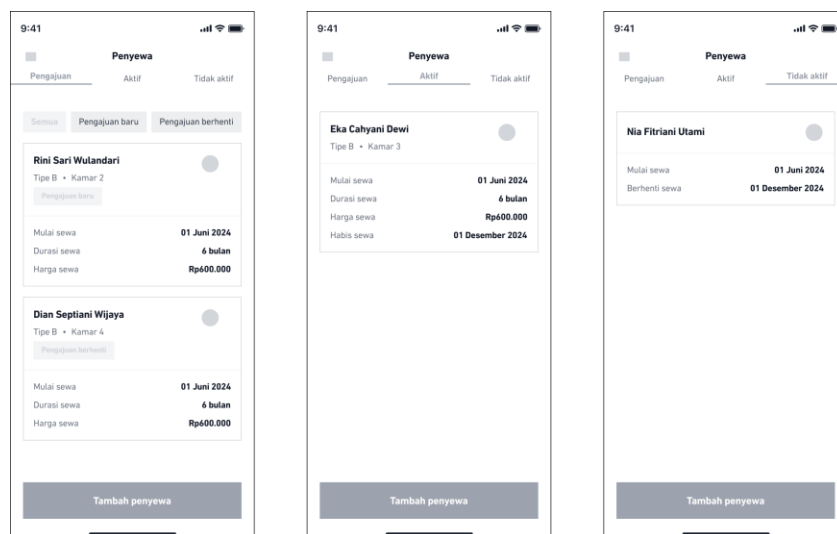 9:41
Penyewa
Pengajuan Aktif Tidak aktif
Semua Pengajuan baru Pengajuan berhenti
Rini Sari Wulandari
Tipe B • Kamar 2
Pengajuan baru
Mulai sewa 01 Juni 2024
Durasi sewa 6 bulan
Harga sewa Rp600.000
Dian Septiani Wijaya
Tipe B • Kamar 4
Pengajuan berhenti
Mulai sewa 01 Juni 2024
Durasi sewa 6 bulan
Harga sewa Rp600.000
Tambah penyewa
9:41
Penyewa
Pengajuan Aktif Tidak aktif
Eka Cahyani Dewi
Tipe B • Kamar 3
Mulai sewa 01 Juni 2024
Durasi sewa 6 bulan
Harga sewa Rp600.000
Habis sewa 01 Desember 2024
Tambah penyewa
9:41
Penyewa
Pengajuan Aktif Tidak aktif
Nia Fitriani Utami
Mulai sewa 01 Juni 2024
Berhenti sewa 01 Desember 2024
Tambah penyewa